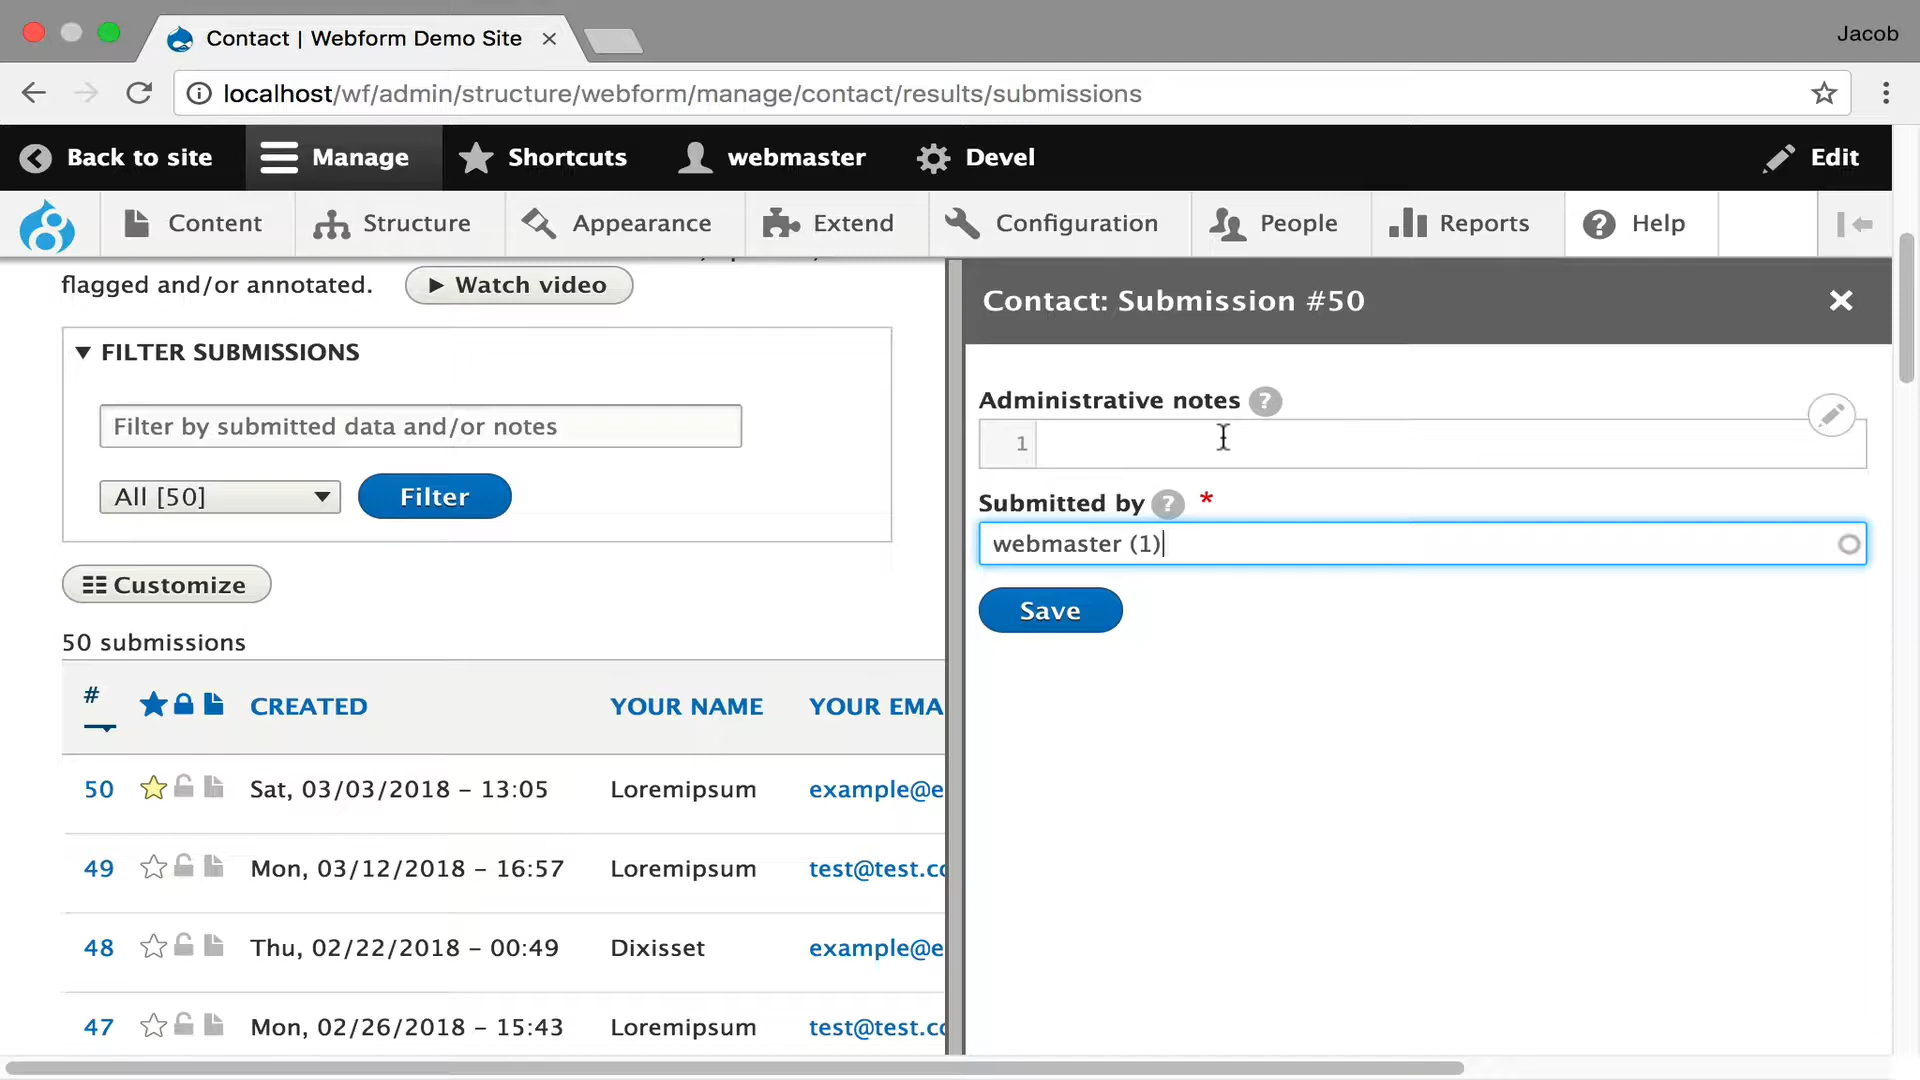 Contact | Webform Demo Site
Jacob
localhost/wf/admin/structure/webform/manage/contact/results/submissions
Back to site Manage Shortcuts webmaster Devel Edit
Content Structure Appearance Extend Configuration People Reports Help
flagged and/or annotated. ► Watch video
▼ FILTER SUBMISSIONS
Filter by submitted data and/or notes
All [50] Filter
Customize
50 submissions
# CREATED YOUR NAME YOUR EMA
50 Sat, 03/03/2018 – 13:05 Loremipsum example@e
49 Mon, 03/12/2018 – 16:57 Loremipsum test@test.co
48 Thu, 02/22/2018 – 00:49 Dixisset example@e
47 Mon, 02/26/2018 – 15:43 Loremipsum test@test.co
Contact: Submission #50
Administrative notes ?
1
Submitted by ? *
webmaster (1)
Save